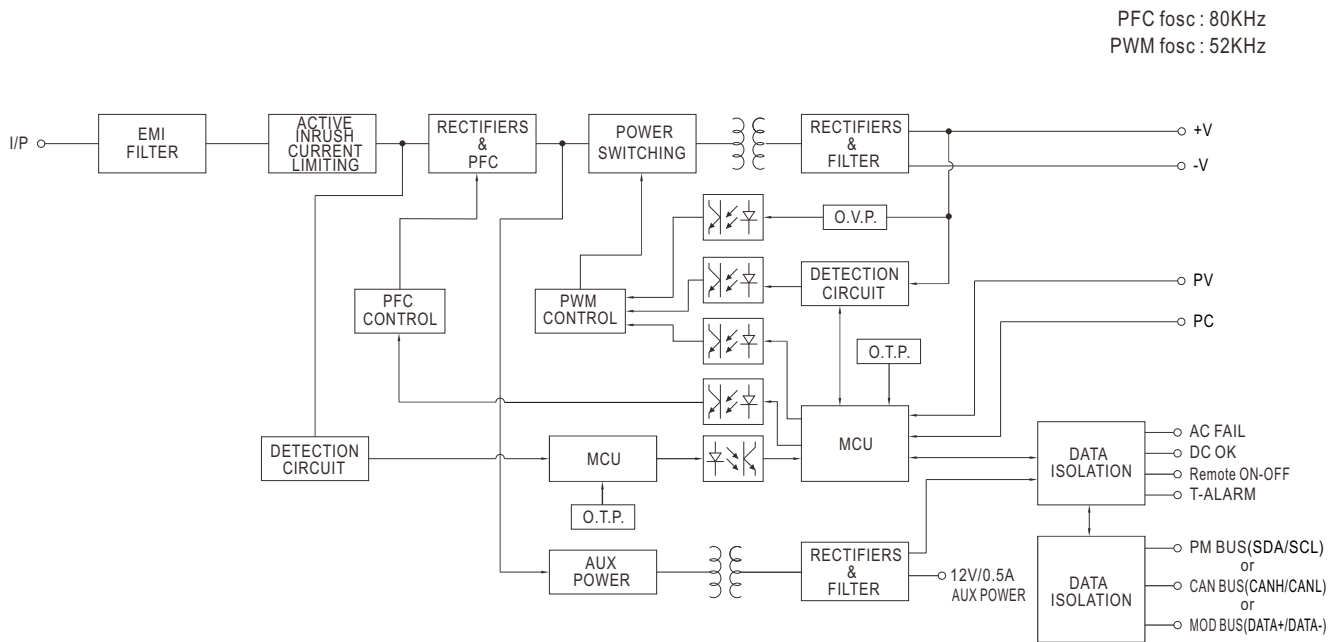 PFC fosc : 80KHz
PWM fosc : 52KHz
I/P
EMI
FILTER
ACTIVE
INRUSH
CURRENT
LIMITING
RECTIFIERS
&
PFC
POWER
SWITCHING
RECTIFIERS
&
FILTER
+V
-V
O.V.P.
DETECTION
CIRCUIT
PFC
CONTROL
PWM
CONTROL
PV
PC
O.T.P.
MCU
DETECTION
CIRCUIT
MCU
O.T.P.
DATA
ISOLATION
AC FAIL
DC OK
Remote ON-OFF
T-ALARM
AUX
POWER
RECTIFIERS
&
FILTER
12V/0.5A
AUX POWER
DATA
ISOLATION
PM BUS(SDA/SCL)
or
CAN BUS(CANH/CANL)
or
MOD BUS(DATA+/DATA-)